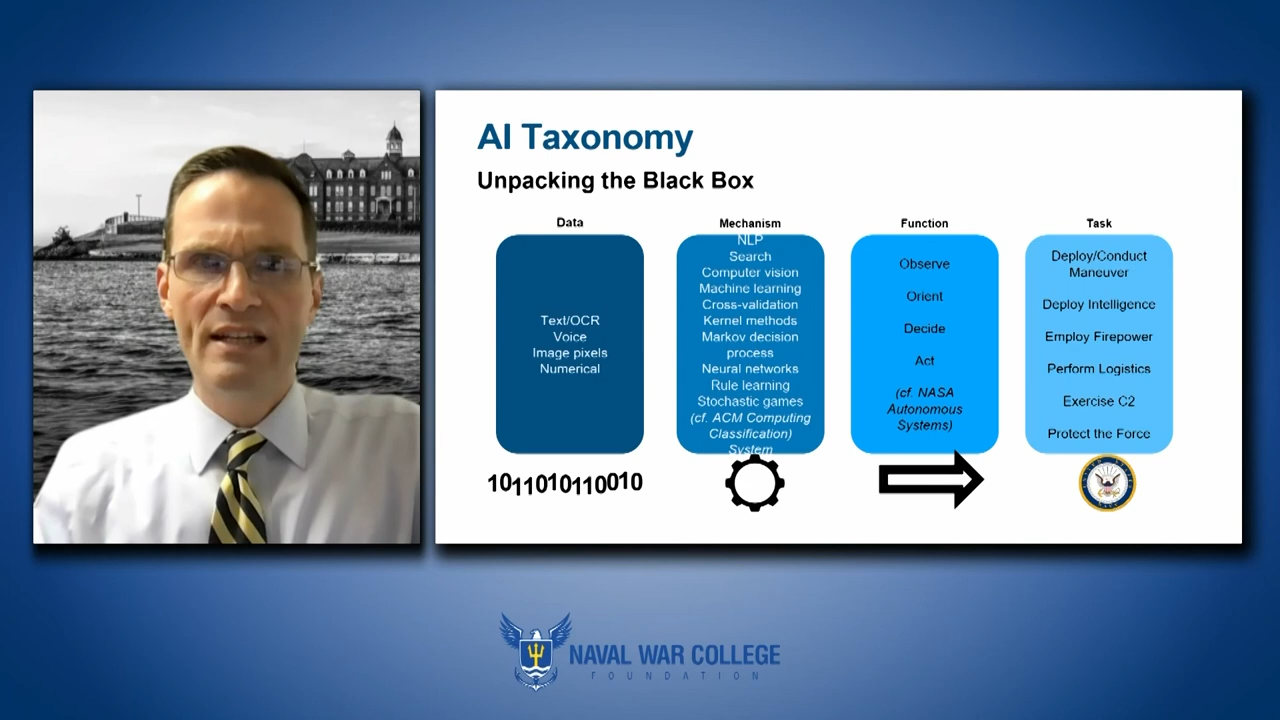 AI Taxonomy
Unpacking the Black Box
Data
Text/OCR
Voice
Image pixels
Numerical
101101010110010
Mechanism
NLP
Search
Computer vision
Machine learning
Cross-validation
Kernel methods
Markov decision
process
Neural networks
Rule learning
Stochastic games
(cf. ACM Computing
Classification)
System
Function
Observe
Orient
Decide
Act
(cf. NASA
Autonomous
Systems)
Task
Deploy/Conduct
Maneuver
Deploy Intelligence
Employ Firepower
Perform Logistics
Exercise C2
Protect the Force
NAVAL WAR COLLEGE
FOUNDATION